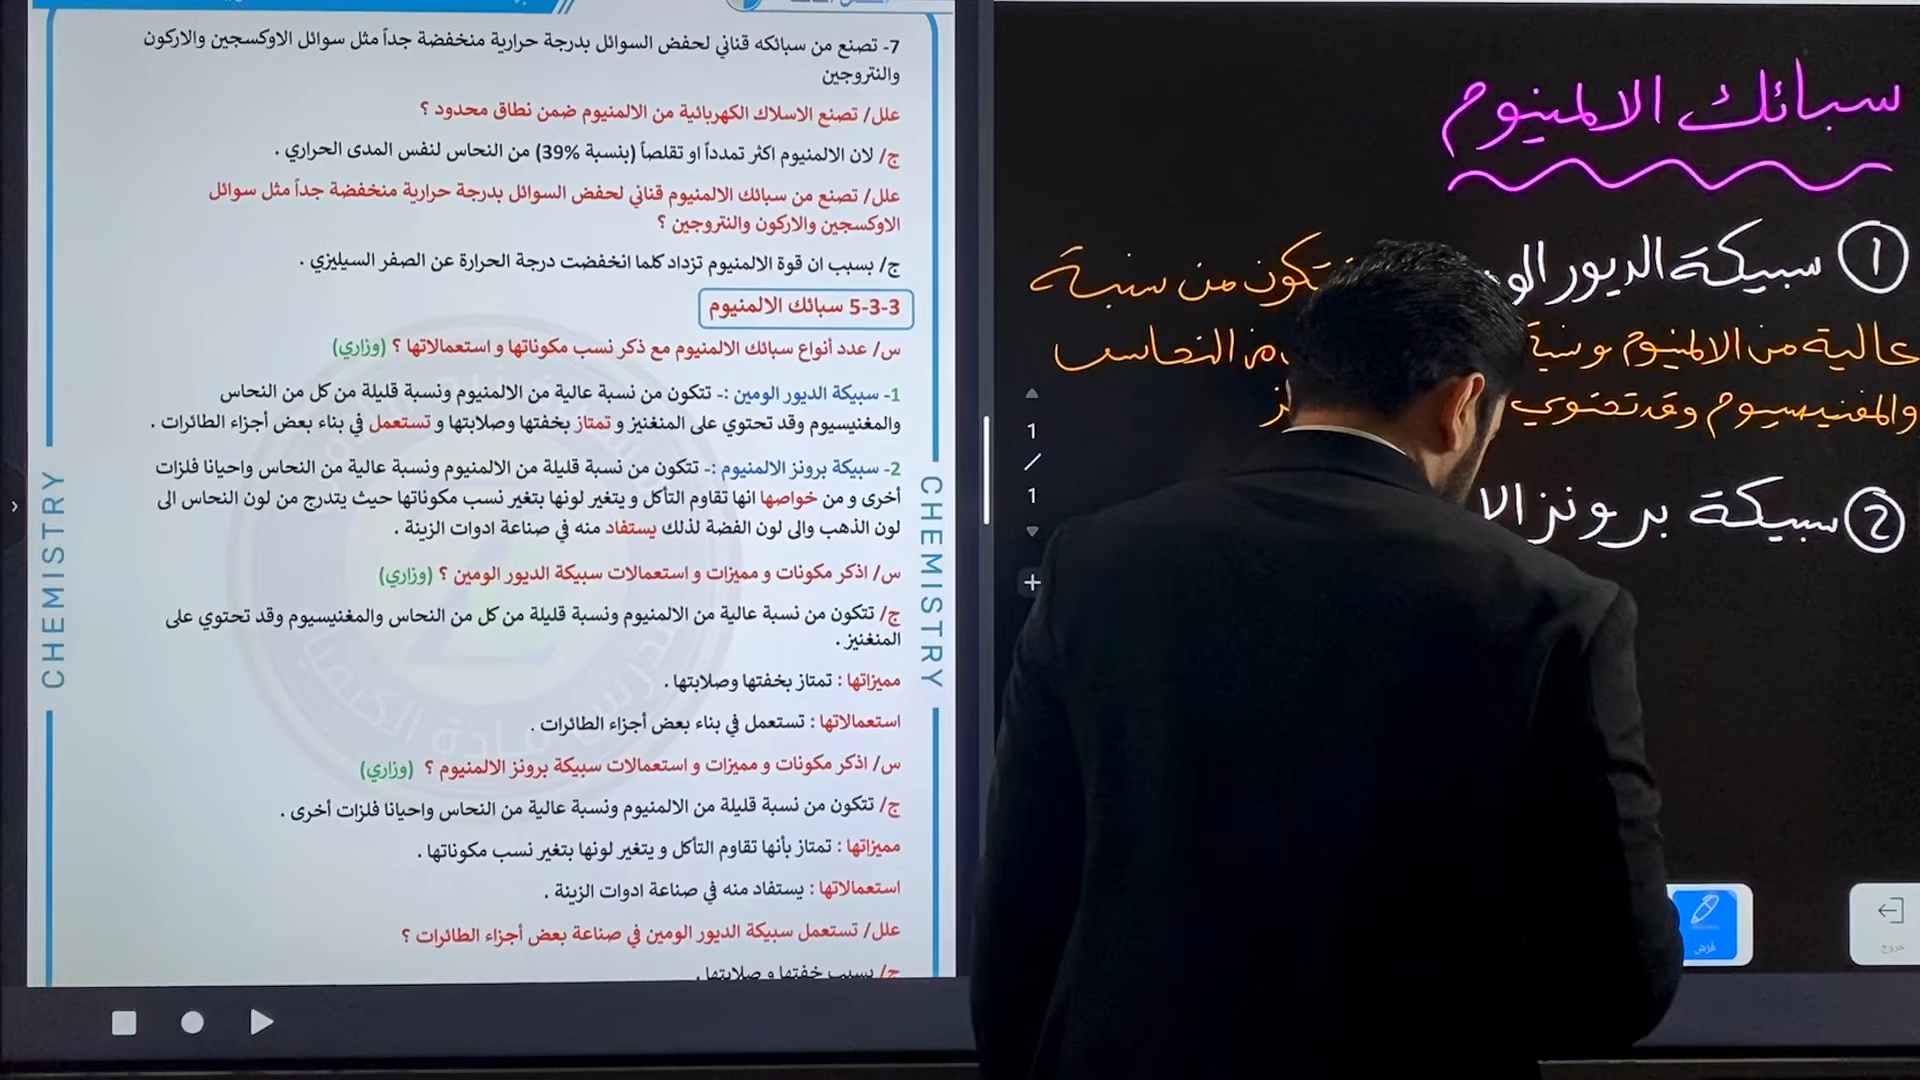 7- تصنع من سبائكه قناني لحفض السوائل بدرجة حرارية منخفضة جداً مثل سوائل الاوكسجين والاركون
والنتروجين
علل/ تصنع الاسلاك الكهربائية من الالمنيوم ضمن نطاق محدود ؟
ج/ لان الالمنيوم اكثر تمدداً او تقلصاً (بنسبة 39%) من النحاس لنفس المدى الحراري .
علل/ تصنع من سبائك الالمنيوم قناني لحفض السوائل بدرجة حرارية منخفضة جداً مثل سوائل
الاوكسجين والاركون والنتروجين ؟
ج/ بسبب ان قوة الالمنيوم تزداد كلما انخفضت درجة الحرارة عن الصفر السيليزي .
5-3-3 سبائك الالمنيوم
س/ عدد أنواع سبائك الالمنيوم مع ذكر نسب مكوناتها و استعمالاتها ؟ (وزاري)
1- سبيكة الديور الومين :- تتكون من نسبة عالية من الالمنيوم ونسبة قليلة من كل من النحاس
والمغنيسيوم وقد تحتوي على المنغنيز و تمتاز بخفتها وصلابتها و تستعمل في بناء بعض أجزاء الطائرات .
2- سبيكة برونز الالمنيوم :- تتكون من نسبة قليلة من الالمنيوم ونسبة عالية من النحاس واحيانا فلزات
أخرى و من خواصها انها تقاوم التأكل و يتغير لونها بتغير نسب مكوناتها حيث يتدرج من لون النحاس الى
لون الذهب والى لون الفضة لذلك يستفاد منه في صناعة ادوات الزينة .
س/ اذكر مكونات و مميزات و استعمالات سبيكة الديور الومين ؟ (وزاري)
ج/ تتكون من نسبة عالية من الالمنيوم ونسبة قليلة من كل من النحاس والمغنيسيوم وقد تحتوي على
المنغنيز .
مميزاتها : تمتاز بخفتها وصلابتها .
استعمالاتها : تستعمل في بناء بعض أجزاء الطائرات .
س/ اذكر مكونات و مميزات و استعمالات سبيكة برونز الالمنيوم ؟ (وزاري)
ج/ تتكون من نسبة قليلة من الالمنيوم ونسبة عالية من النحاس واحيانا فلزات أخرى .
مميزاتها : تمتاز بأنها تقاوم التأكل و يتغير لونها بتغير نسب مكوناتها .
استعمالاتها : يستفاد منه في صناعة ادوات الزينة .
علل/ تستعمل سبيكة الديور الومين في صناعة بعض أجزاء الطائرات ؟
ج/ بسبب خفتها و صلابتها .
CHEMISTRY
CHEMISTRY
سبائك الالمنيوم
1 سبيكة الديور تتكون من نسبة
عالية من الالمنيوم ونسبة من النحاس
والمغنيسيوم وقد تحتوي
2 سبيكة برونز
1
/
1
+
فرش
خروج